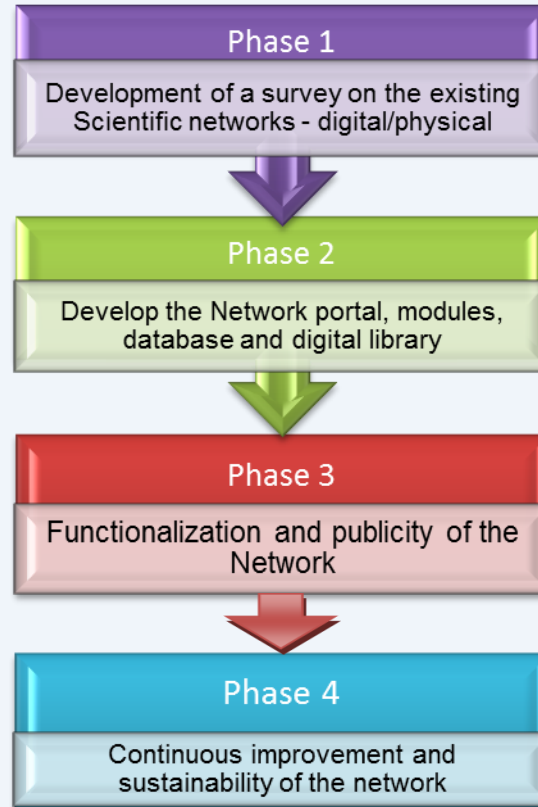 Phase 1
Development of a survey on the existing
Scientific networks - digital/physical
Phase 2
Develop the Network portal, modules,
database and digital library
Phase 3
Functionalization and publicity of the
Network
Phase 4
Continuous improvement and
sustainability of the network